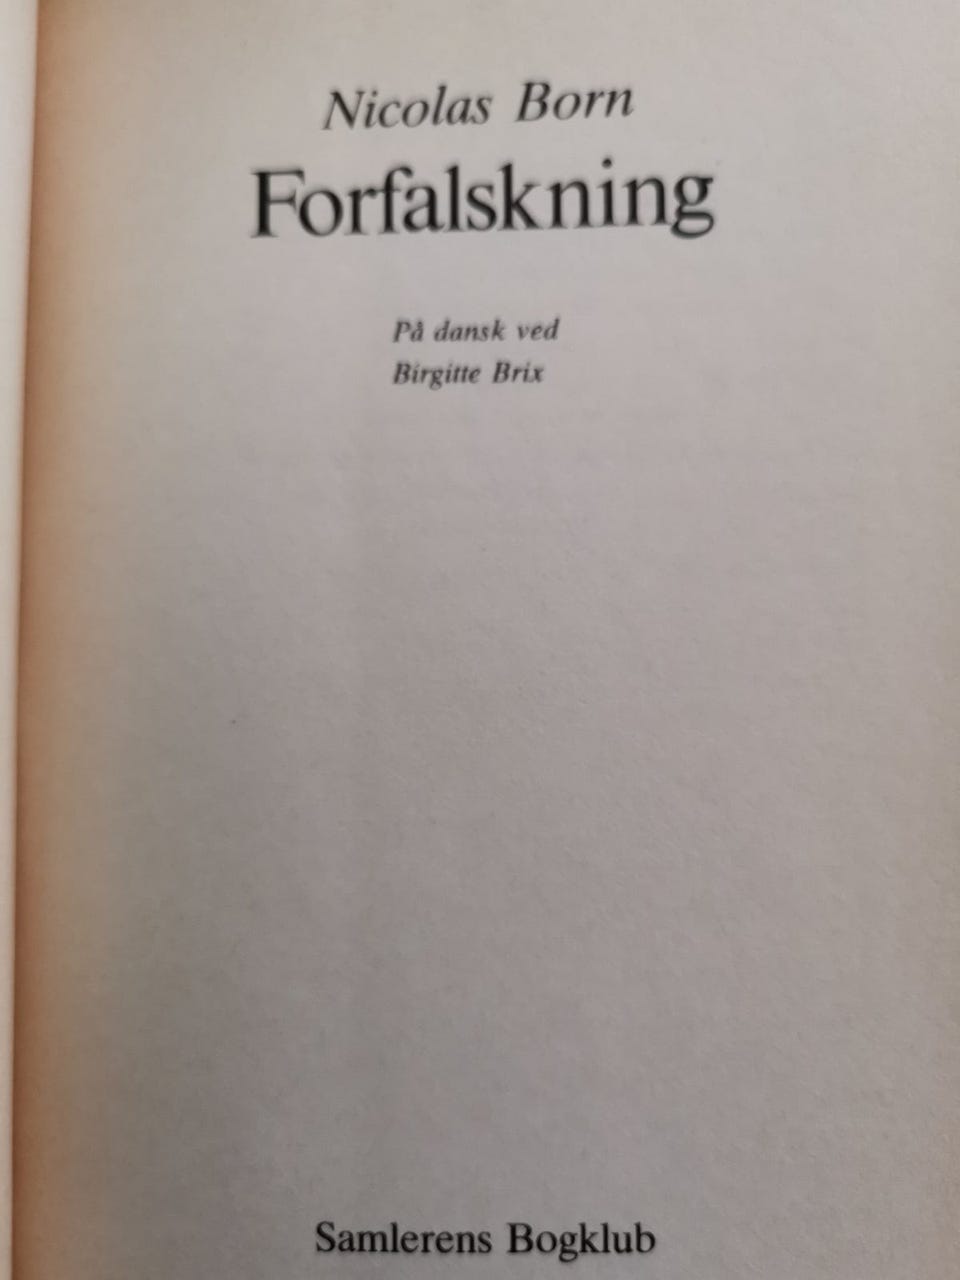 Nicolas Born
Forfalskning
På dansk ved
Birgitte Brix
Samlerens Bogklub